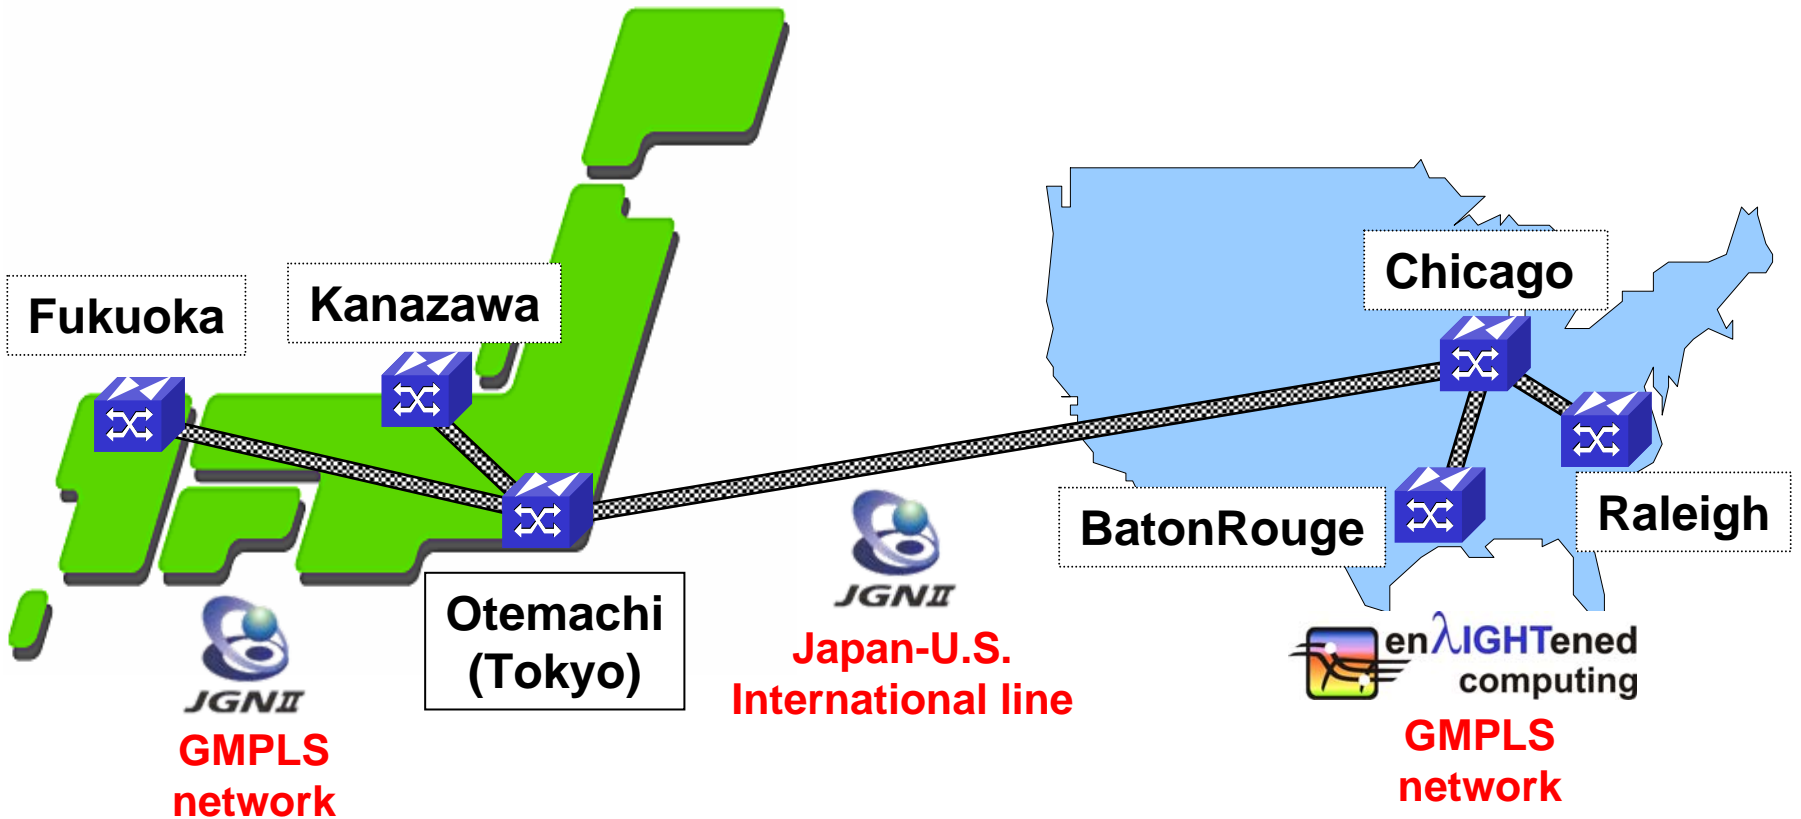 Fukuoka
Kanazawa
Chicago
BatonRouge
Raleigh
Otemachi
(Tokyo)
JGNII
GMPLS
network
JGNII
Japan-U.S.
International line
enλIGHTened
computing
GMPLS
network